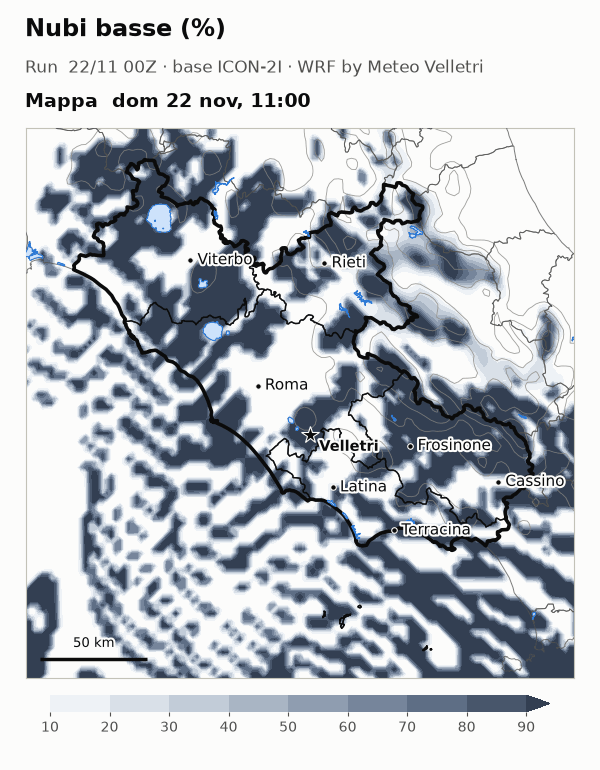 Nubi basse (%)
Run 22/11 00Z · base ICON-2I · WRF by Meteo Velletri
Mappa dom 22 nov, 11:00
Viterbo
Rieti
Roma
Velletri
Frosinone
Latina
Cassino
Terracina
50 km
10 20 30 40 50 60 70 80 90